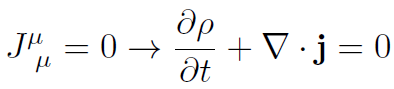 J^μ_μ = 0 → ∂ρ/∂t + ∇ · **j** = 0